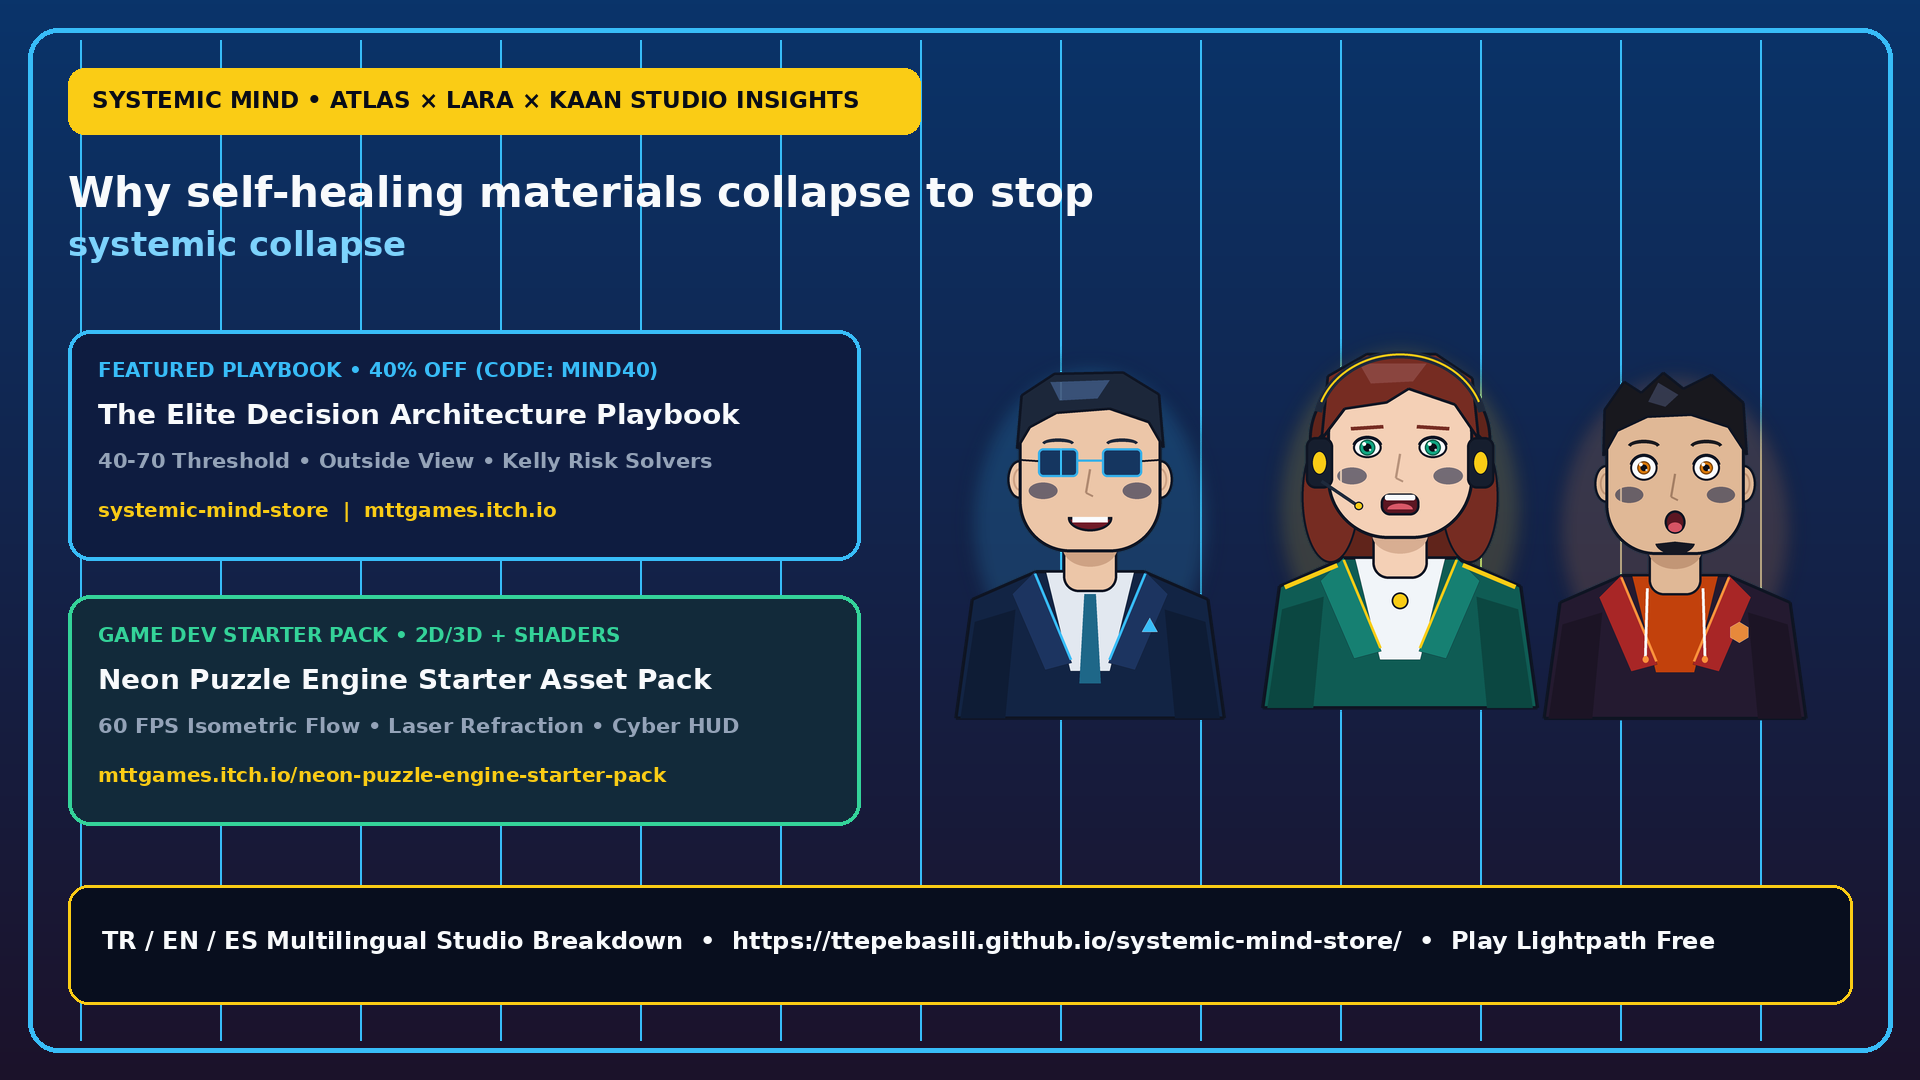 SYSTEMIC MIND • ATLAS × LARA × KAAN STUDIO INSIGHTS
Why self-healing materials collapse to stop
systemic collapse
FEATURED PLAYBOOK • 40% OFF (CODE: MIND40)
The Elite Decision Architecture Playbook
40-70 Threshold • Outside View • Kelly Risk Solvers
systemic-mind-store | mttgames.itch.io
GAME DEV STARTER PACK • 2D/3D + SHADERS
Neon Puzzle Engine Starter Asset Pack
60 FPS Isometric Flow • Laser Refraction • Cyber HUD
mttgames.itch.io/neon-puzzle-engine-starter-pack
TR / EN / ES Multilingual Studio Breakdown • https://ttepebasili.github.io/systemic-mind-store/ • Play Lightpath Free